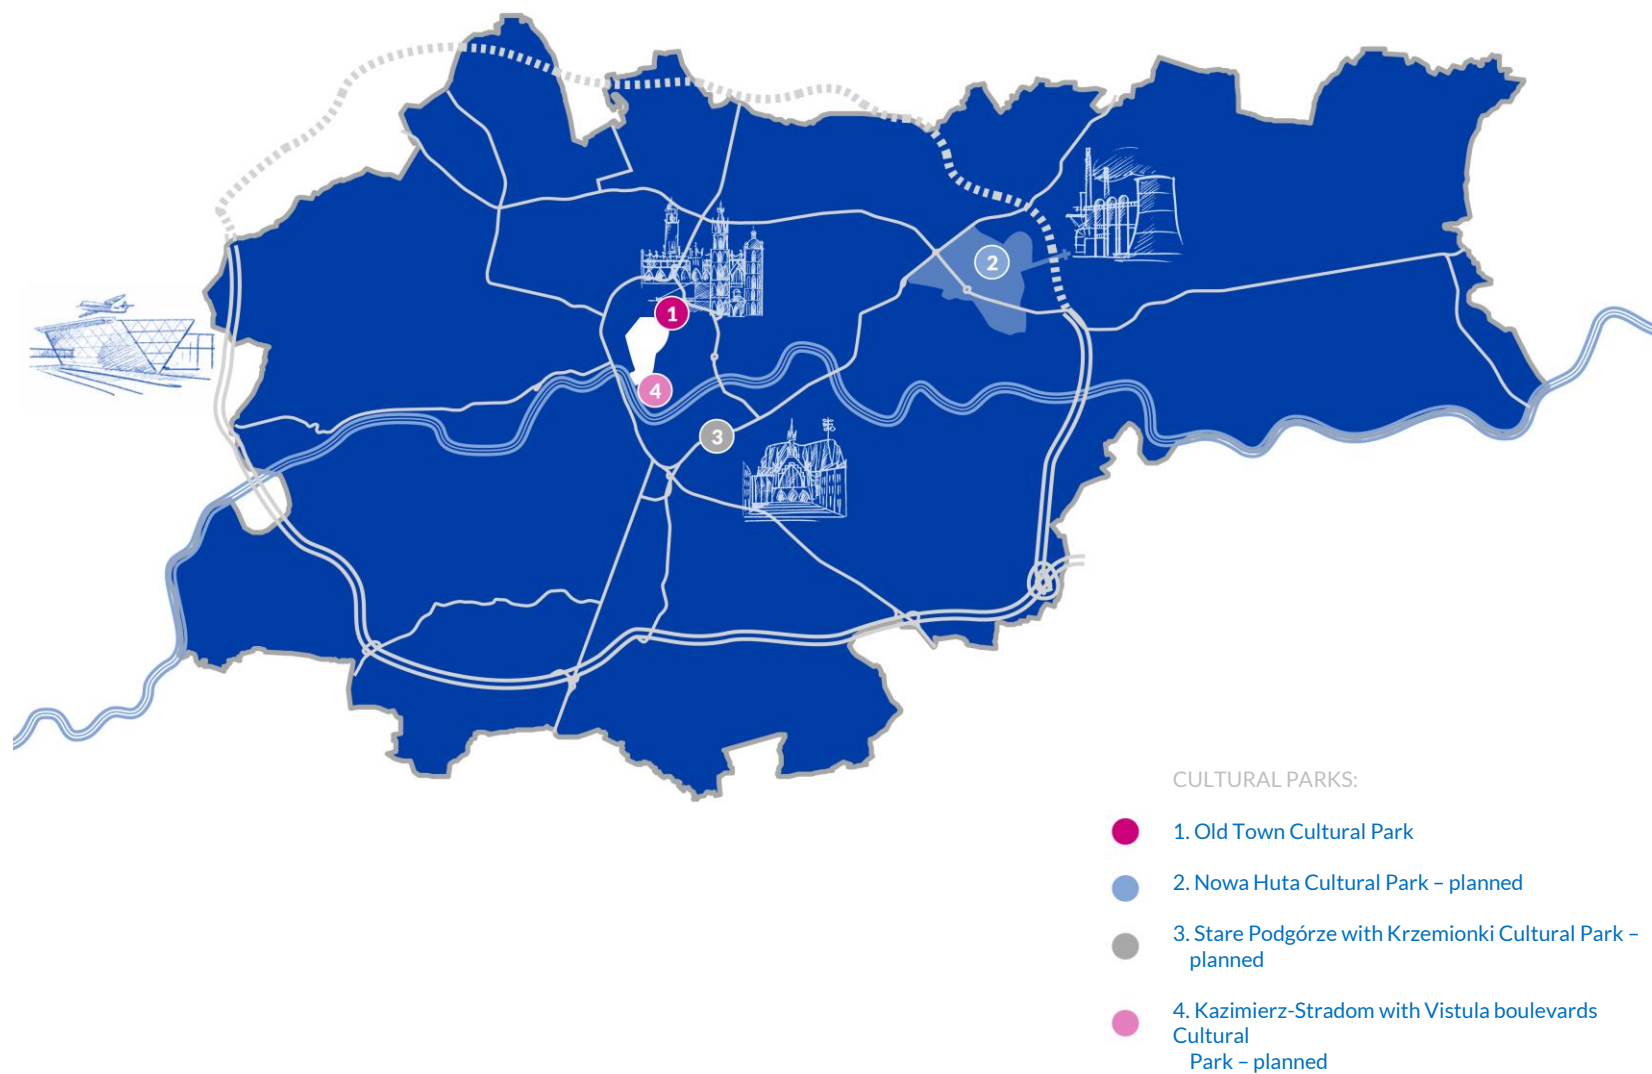 2
1
4
3
CULTURAL PARKS:
1. Old Town Cultural Park
2. Nowa Huta Cultural Park – planned
3. Stare Podgórze with Krzemionki Cultural Park –
planned
4. Kazimierz-Stradom with Vistula boulevards
Cultural
Park – planned